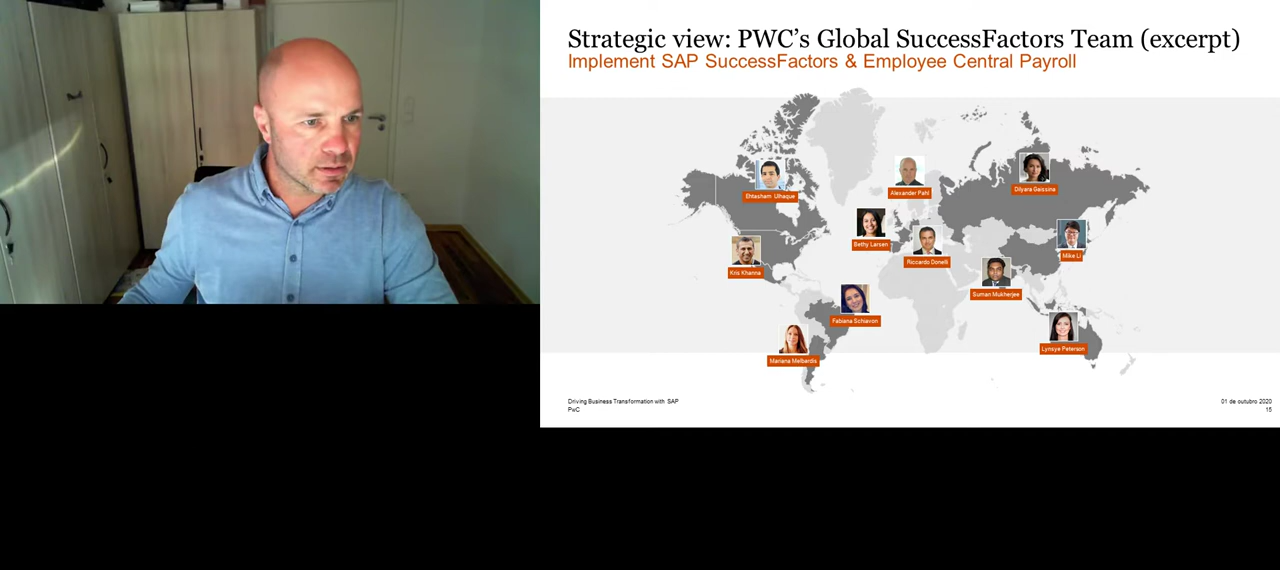 Strategic view: PWC's Global SuccessFactors Team (excerpt)
Implement SAP SuccessFactors & Employee Central Payroll
Ehtasham Ulhaque
Alexander Pahl
Dilyara Gaissina
Bethy Larsen
Riccardo Donelli
Mike Li
Kris Khanna
Suman Mukherjee
Fabiana Schiavon
Mariana Melbardis
Lynsye Peterson
Driving Business Transformation with SAP
PwC
01 de outubro 2020
15